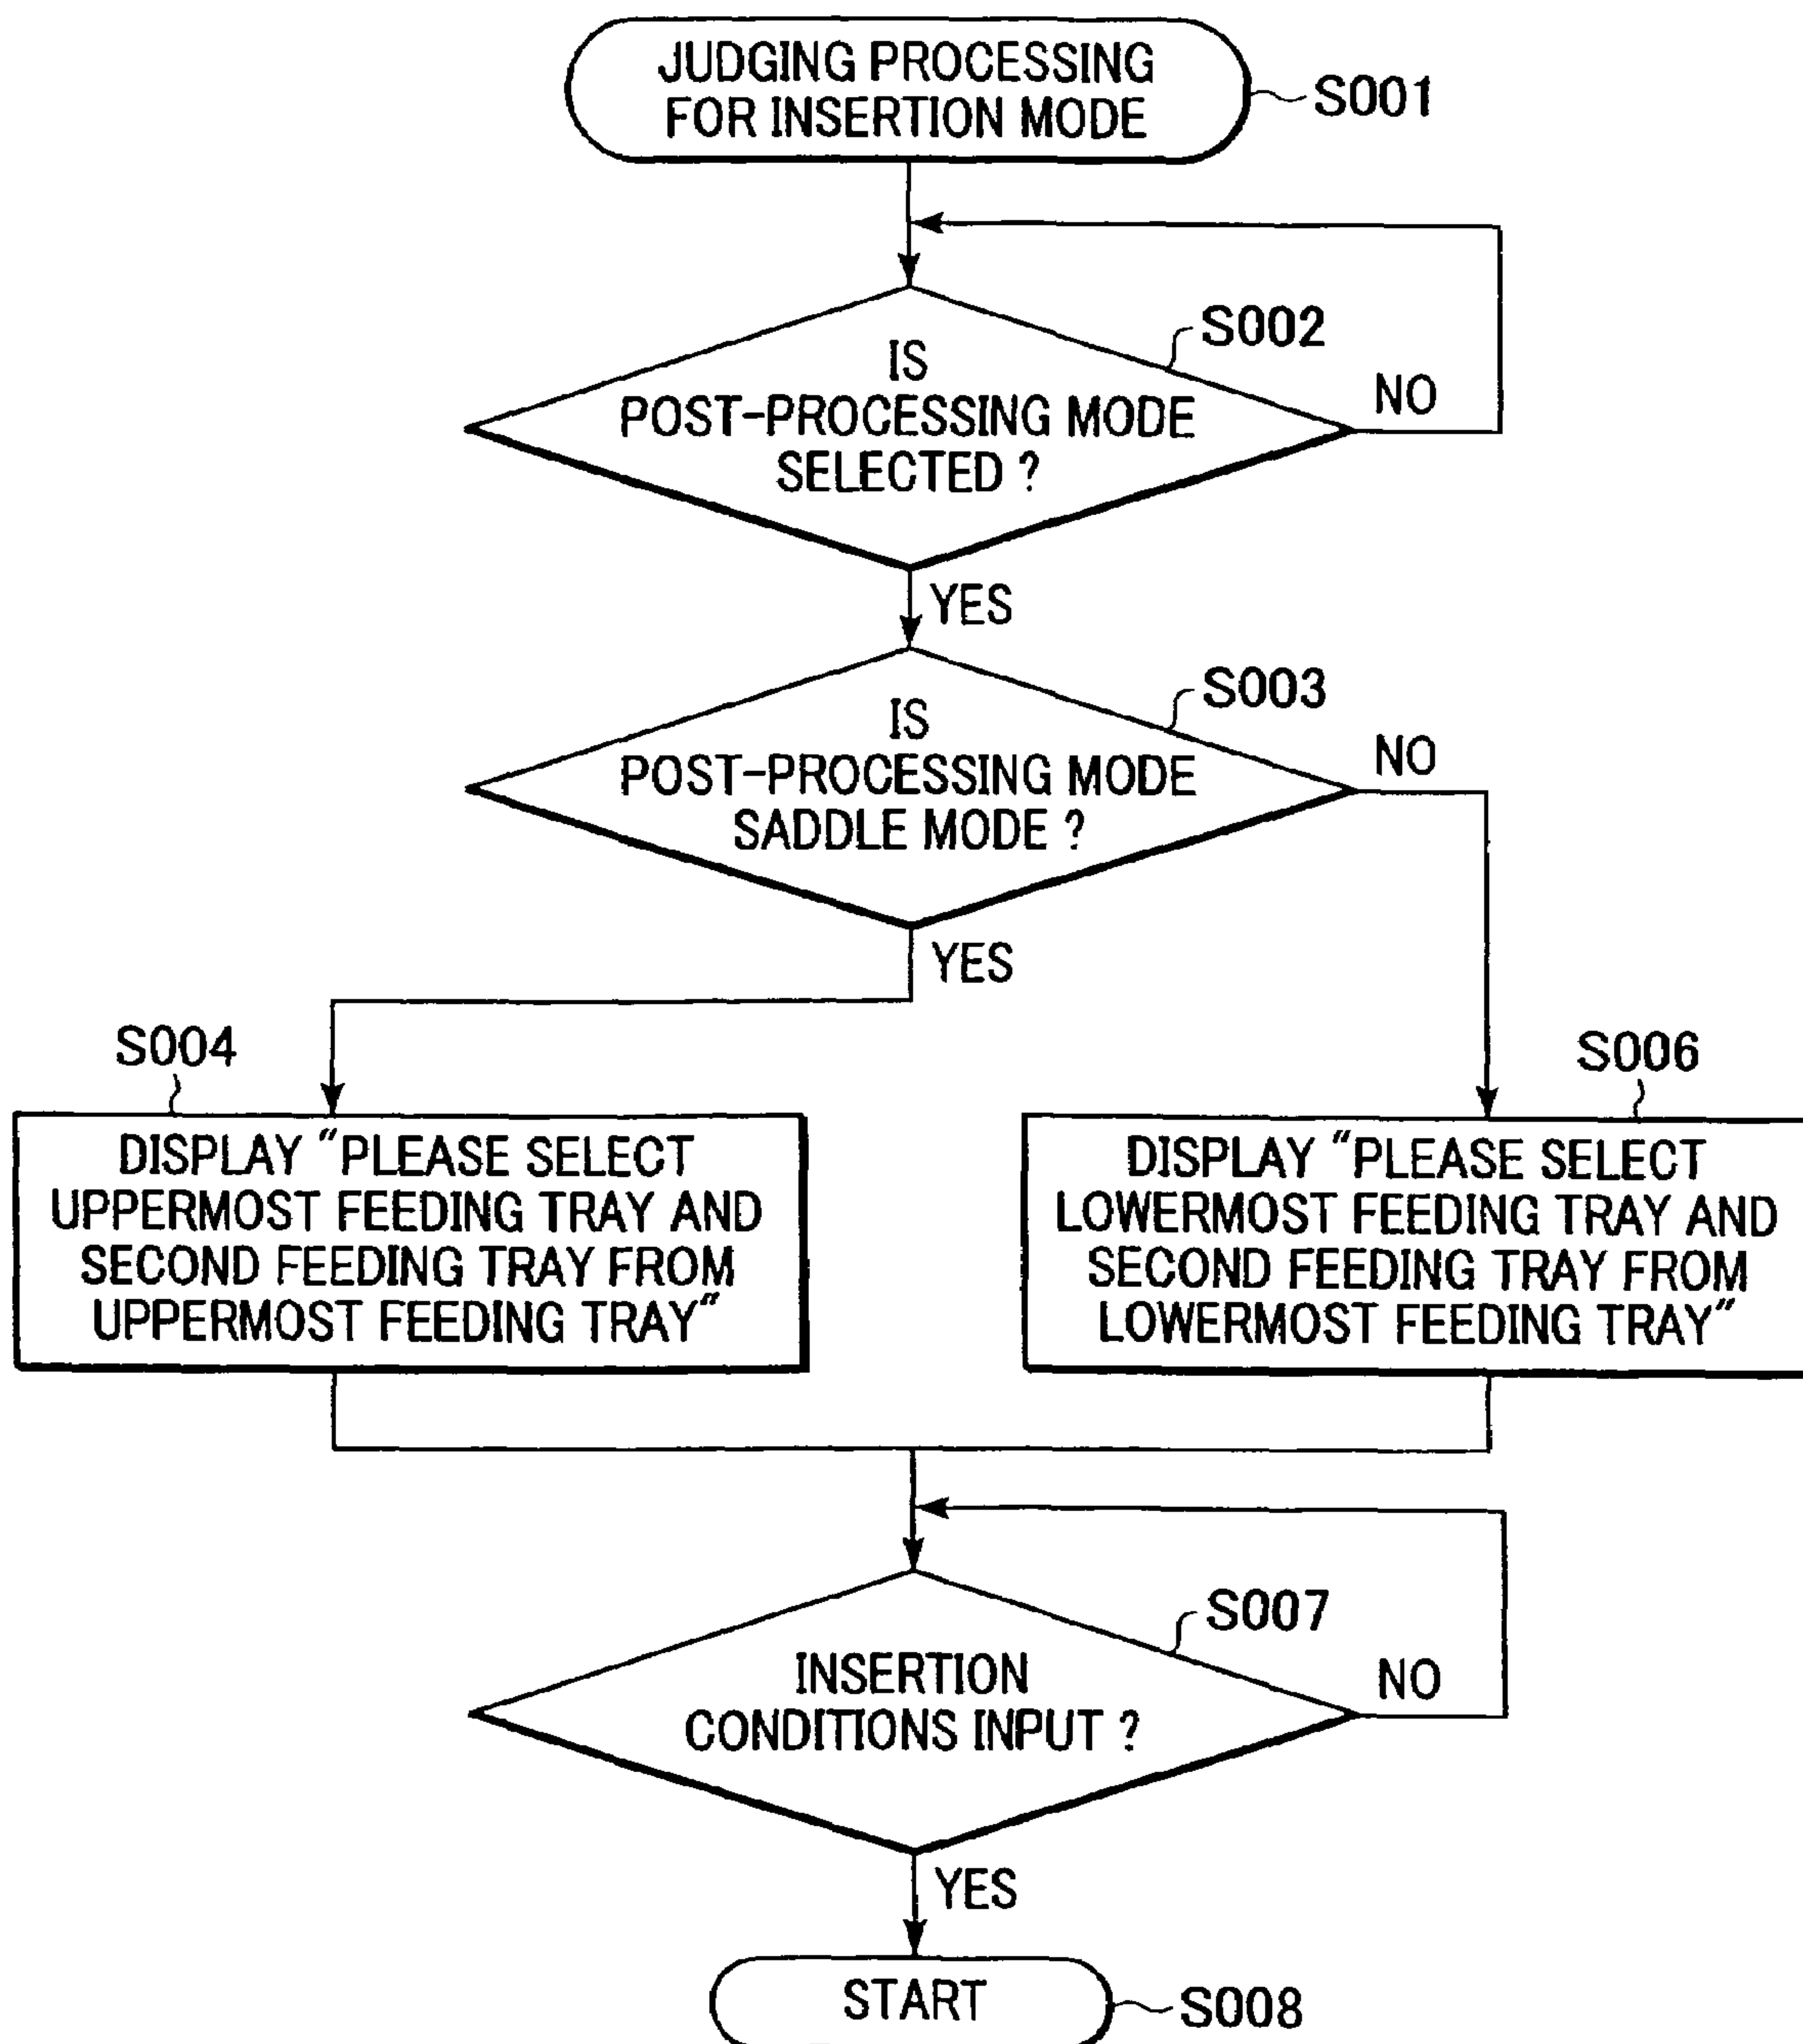 JUDGING PROCESSING
FOR INSERTION MODE
S001
S002
IS
POST-PROCESSING MODE
SELECTED ?
NO
YES
S003
IS
POST-PROCESSING MODE
SADDLE MODE ?
NO
YES
S004
DISPLAY "PLEASE SELECT
UPPERMOST FEEDING TRAY AND
SECOND FEEDING TRAY FROM
UPPERMOST FEEDING TRAY"
S006
DISPLAY "PLEASE SELECT
LOWERMOST FEEDING TRAY AND
SECOND FEEDING TRAY FROM
LOWERMOST FEEDING TRAY"
S007
INSERTION
CONDITIONS INPUT ?
NO
YES
START
S008